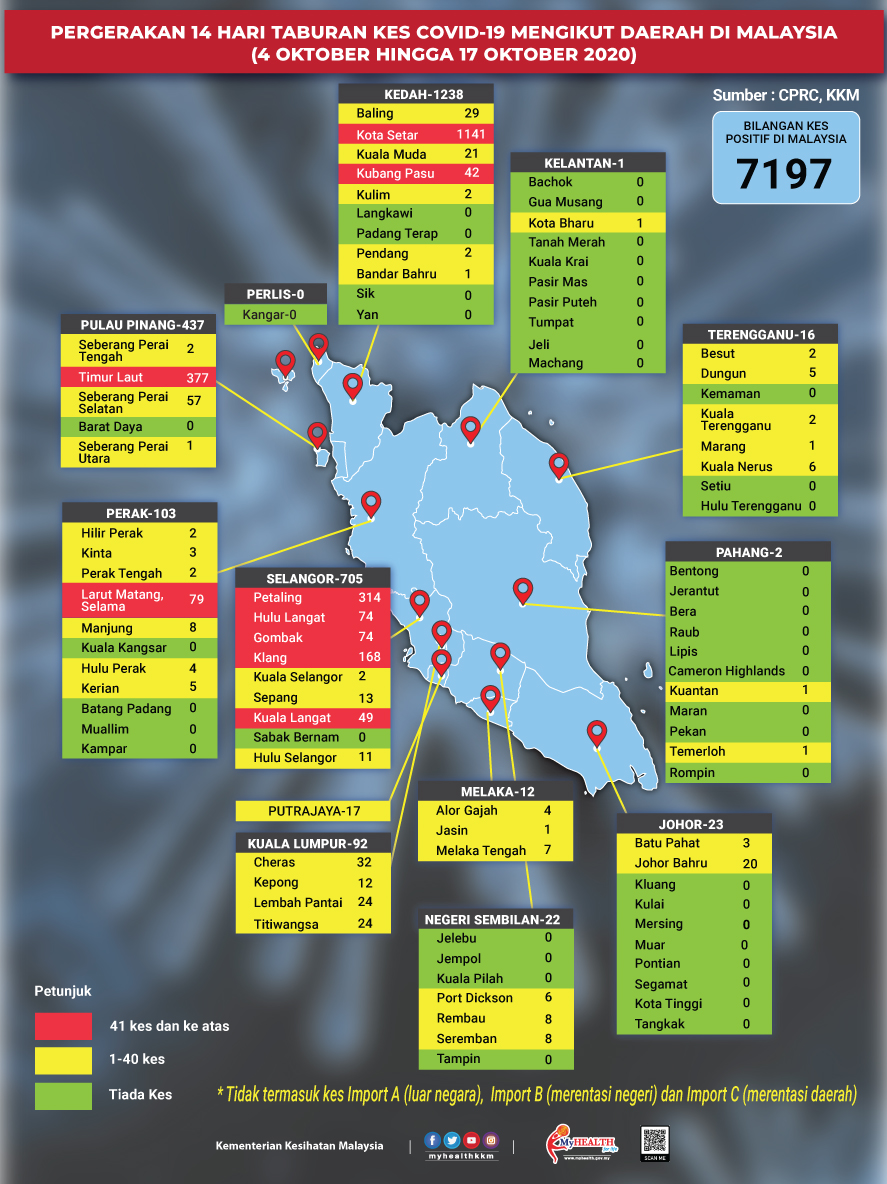 PERGERAKAN 14 HARI TABURAN KES COVID-19 MENGIKUT DAERAH DI MALAYSIA
(4 OKTOBER HINGGA 17 OKTOBER 2020)
Sumber : CPRC, KKM
BILANGAN KES
POSITIF DI MALAYSIA
7197
KEDAH-1238
Baling 29
Kota Setar 1141
Kuala Muda 21
Kubang Pasu 42
Kulim 2
Langkawi 0
Padang Terap 0
Pendang 2
Bandar Bahru 1
Sik 0
Yan 0
KELANTAN-1
Bachok 0
Gua Musang 0
Kota Bharu 1
Tanah Merah 0
Kuala Krai 0
Pasir Mas 0
Pasir Puteh 0
Tumpat 0
Jeli 0
Machang 0
PERLIS-0
Kangar-0
PULAU PINANG-437
Seberang Perai
Tengah 2
Timur Laut 377
Seberang Perai
Selatan 57
Barat Daya 0
Seberang Perai
Utara 1
TERENGGANU-16
Besut 2
Dungun 5
Kemaman 0
Kuala
Terengganu 2
Marang 1
Kuala Nerus 6
Setiu 0
Hulu Terengganu 0
PERAK-103
Hilir Perak 2
Kinta 3
Perak Tengah 2
Larut Matang,
Selama 79
Manjung 8
Kuala Kangsar 0
Hulu Perak 4
Kerian 5
Batang Padang 0
Muallim 0
Kampar 0
SELANGOR-705
Petaling 314
Hulu Langat 74
Gombak 74
Klang 168
Kuala Selangor 2
Sepang 13
Kuala Langat 49
Sabak Bernam 0
Hulu Selangor 11
PAHANG-2
Bentong 0
Jerantut 0
Bera 0
Raub 0
Lipis 0
Cameron Highlands 0
Kuantan 1
Maran 0
Pekan 0
Temerloh 1
Rompin 0
PUTRAJAYA-17
KUALA LUMPUR-92
Cheras 32
Kepong 12
Lembah Pantai 24
Titiwangsa 24
MELAKA-12
Alor Gajah 4
Jasin 1
Melaka Tengah 7
NEGERI SEMBILAN-22
Jelebu 0
Jempol 0
Kuala Pilah 0
Port Dickson 6
Rembau 8
Seremban 8
Tampin 0
JOHOR-23
Batu Pahat 3
Johor Bahru 20
Kluang 0
Kulai 0
Mersing 0
Muar 0
Pontian 0
Segamat 0
Kota Tinggi 0
Tangkak 0
Petunjuk
41 kes dan ke atas
1-40 kes
Tiada Kes
* Tidak termasuk kes Import A (luar negara), Import B (merentasi negeri) dan Import C (merentasi daerah)
Kementerian Kesihatan Malaysia
myhealthkkm
MyHEALTH
for life
www.myhealth.gov.my
SCAN ME